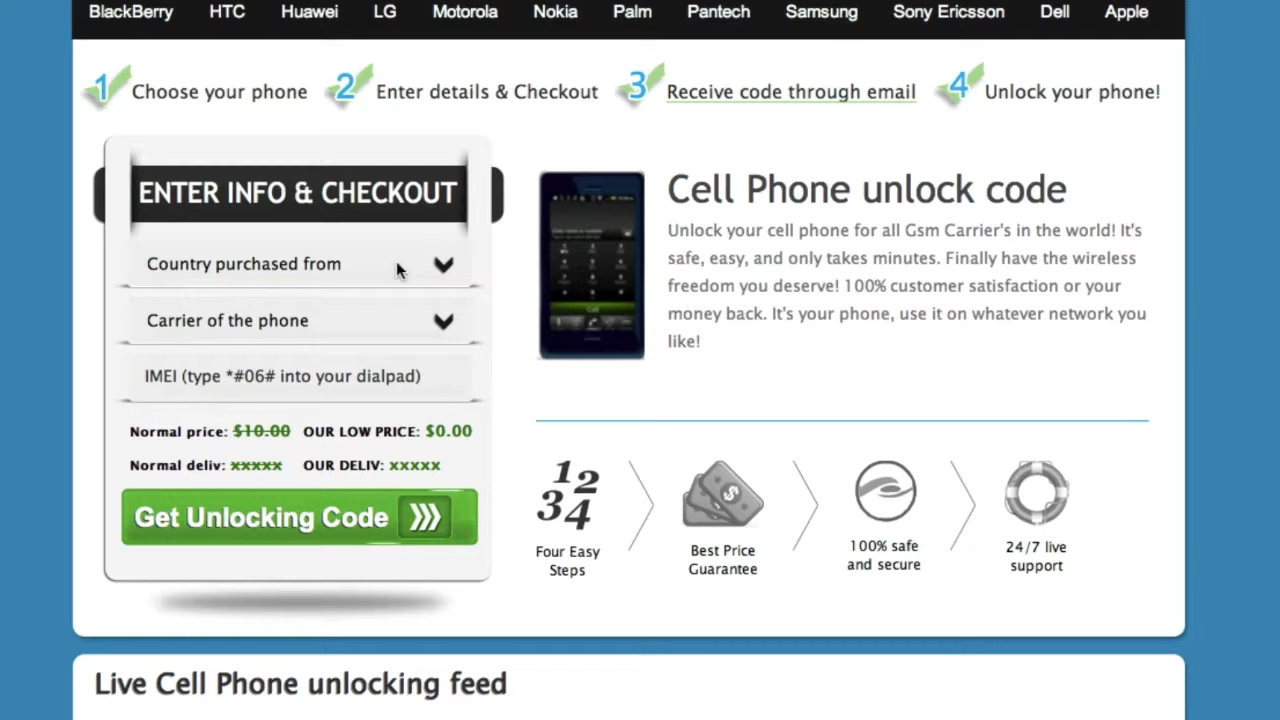 BlackBerry HTC Huawei LG Motorola Nokia Palm Pantech Samsung Sony Ericsson Dell Apple
1 Choose your phone 2 Enter details & Checkout 3 Receive code through email 4 Unlock your phone!
ENTER INFO & CHECKOUT
Country purchased from
Carrier of the phone
IMEI (type *#06# into your dialpad)
Normal price: $10.00 OUR LOW PRICE: $0.00
Normal deliv: xxxxx OUR DELIV: xxxxx
Get Unlocking Code
Cell Phone unlock code
Unlock your cell phone for all Gsm Carrier's in the world! It's
safe, easy, and only takes minutes. Finally have the wireless
freedom you deserve! 100% customer satisfaction or your
money back. It's your phone, use it on whatever network you
like!
1 2
3 4
Four Easy
Steps
$
Best Price
Guarantee
100% safe
and secure
24/7 live
support
Live Cell Phone unlocking feed